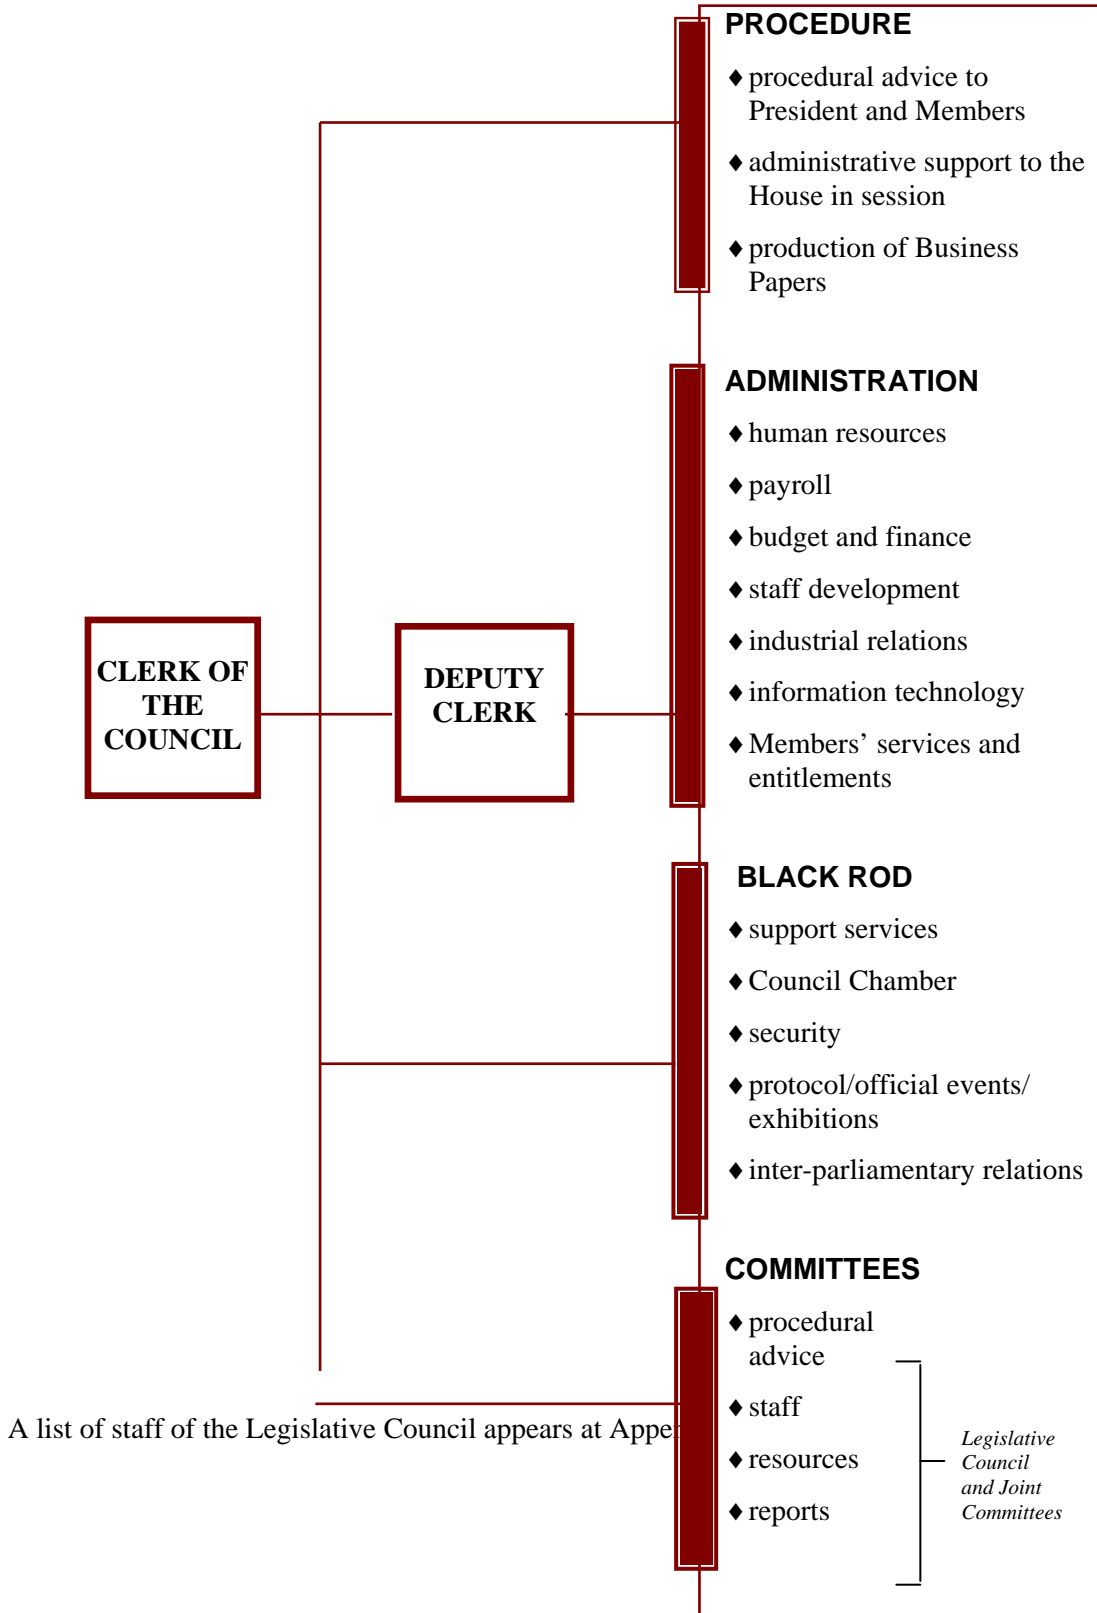 PROCEDURE
♦ procedural advice to
President and Members
♦ administrative support to the
House in session
♦ production of Business
Papers
ADMINISTRATION
♦ human resources
♦ payroll
♦ budget and finance
♦ staff development
♦ industrial relations
♦ information technology
♦ Members’ services and
entitlements
CLERK OF
THE
COUNCIL
DEPUTY
CLERK
BLACK ROD
♦ support services
♦ Council Chamber
♦ security
♦ protocol/official events/
exhibitions
♦ inter-parliamentary relations
COMMITTEES
♦ procedural
advice
♦ staff
♦ resources
♦ reports
Legislative
Council
and Joint
Committees
A list of staff of the Legislative Council appears at